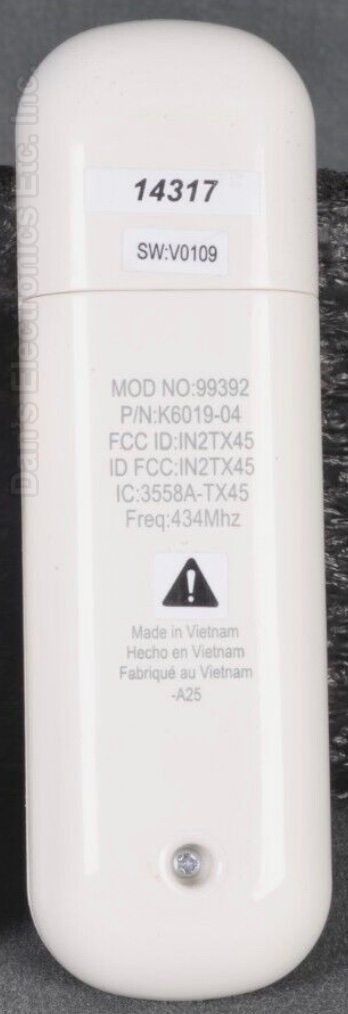 14317
SW:V0109
MOD NO:99392
P/N:K6019-04
FCC ID:IN2TX45
ID FCC:IN2TX45
IC:3558A-TX45
Freq:434Mhz
Made in Vietnam
Hecho en Vietnam
Fabriqué au Vietnam
-A25
Dan's Electronics Etc. Inc